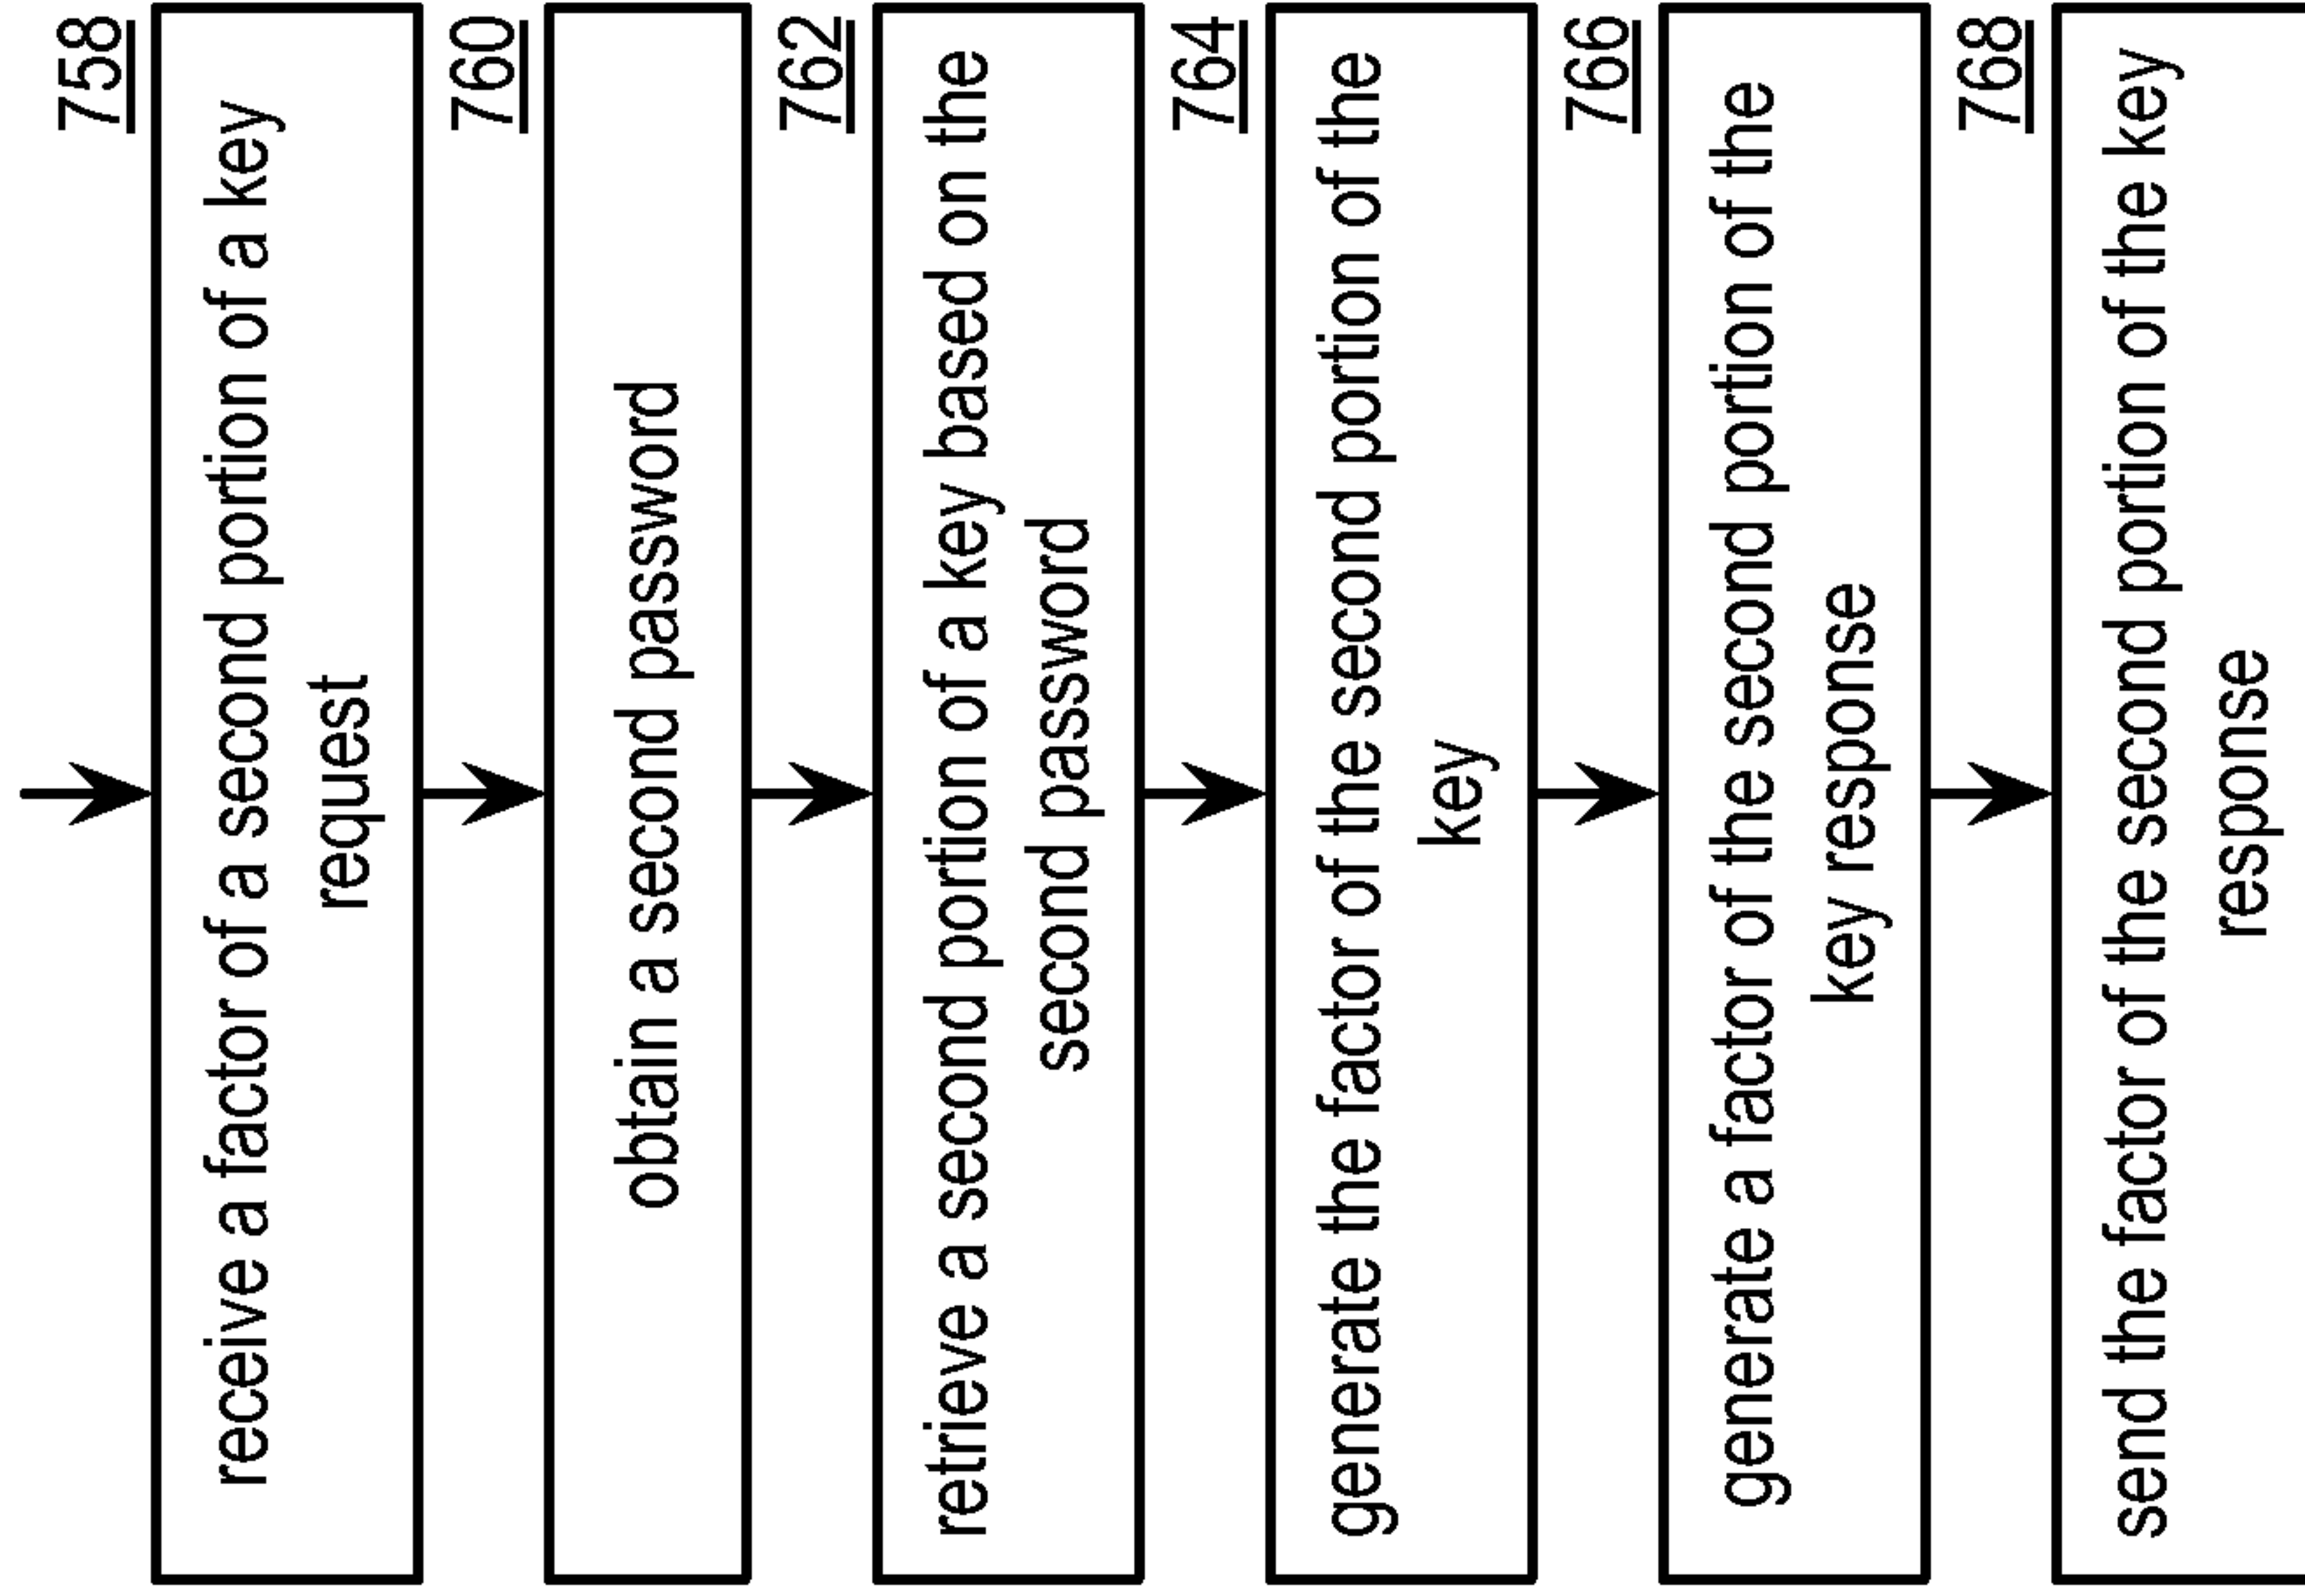 758
receive a factor of a second portion of a key
request
760
obtain a second password
762
retrieve a second portion of a key based on the
second password
764
generate the factor of the second portion of the
key
766
generate a factor of the second portion of the
key response
768
send the factor of the second portion of the key
response